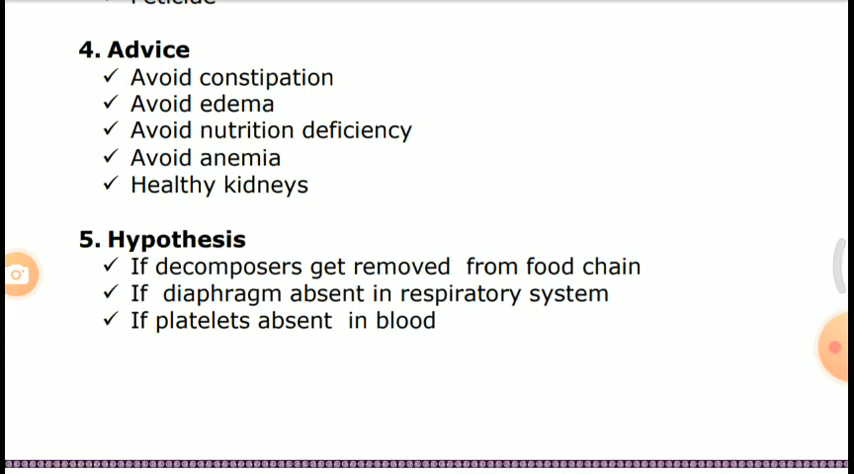 4. Advice
✓ Avoid constipation
✓ Avoid edema
✓ Avoid nutrition deficiency
✓ Avoid anemia
✓ Healthy kidneys
5. Hypothesis
✓ If decomposers get removed from food chain
✓ If diaphragm absent in respiratory system
✓ If platelets absent in blood